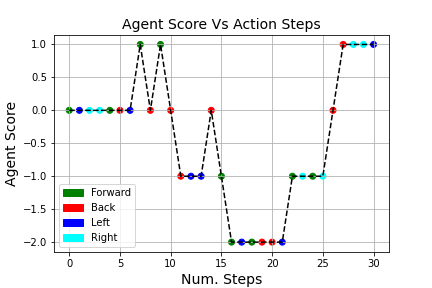 Agent Score Vs Action Steps
Agent Score
1.0
0.5
0.0
−0.5
−1.0
−1.5
−2.0
Forward
Back
Left
Right
0 5 10 15 20 25 30
Num. Steps